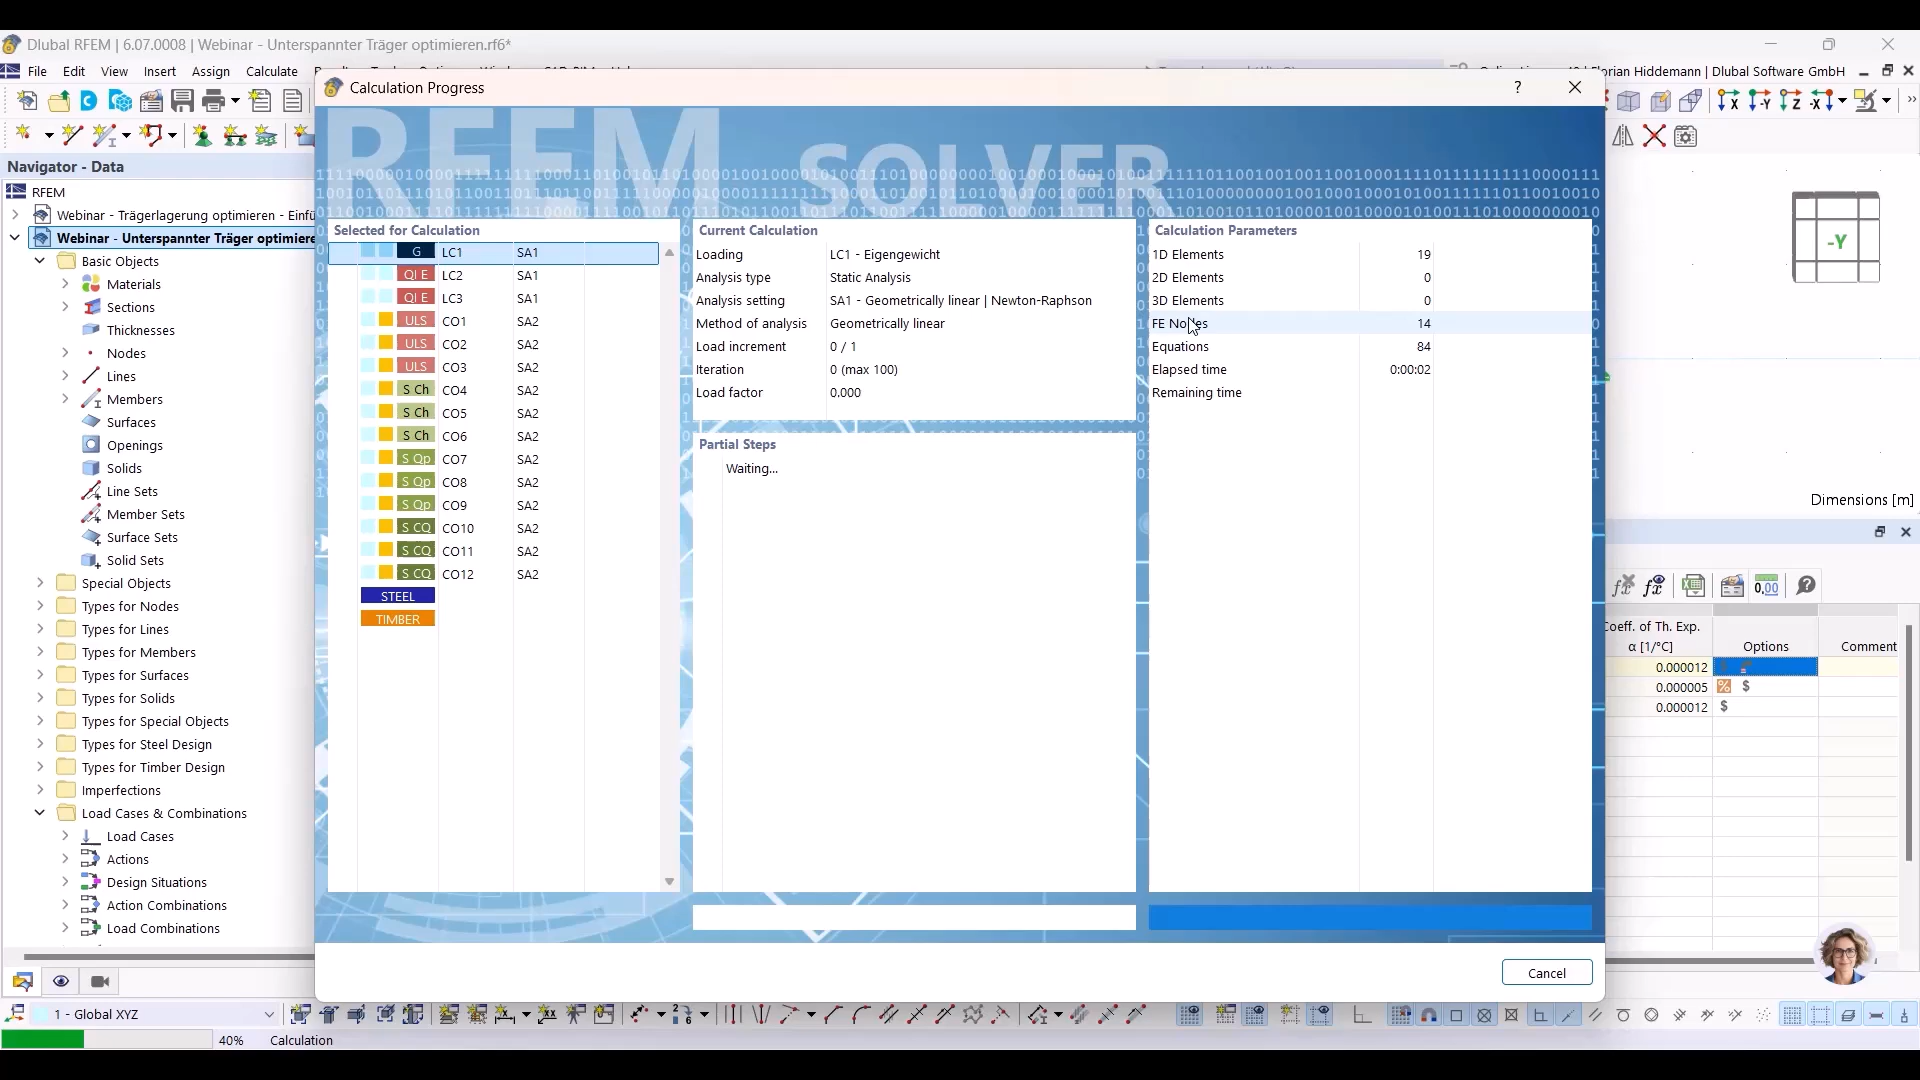 Dlubal RFEM | 6.07.0008 | Webinar - Unterspannter Träger optimieren.rf6*
File Edit View Insert Assign Calculate
Florian Hiddemann | Dlubal Software GmbH
Calculation Progress
?
RFEM SOLVER
Navigator - Data
RFEM
Webinar - Trägerlagerung optimieren - Einfü
Webinar - Unterspannter Träger optimiere
Basic Objects
Materials
Sections
Thicknesses
Nodes
Lines
Members
Surfaces
Openings
Solids
Line Sets
Member Sets
Surface Sets
Solid Sets
Special Objects
Types for Nodes
Types for Lines
Types for Members
Types for Surfaces
Types for Solids
Types for Special Objects
Types for Steel Design
Types for Timber Design
Imperfections
Load Cases & Combinations
Load Cases
Actions
Design Situations
Action Combinations
Load Combinations
Selected for Calculation
G LC1 SA1
QI E LC2 SA1
QI E LC3 SA1
ULS CO1 SA2
ULS CO2 SA2
ULS CO3 SA2
S Ch CO4 SA2
S Ch CO5 SA2
S Ch CO6 SA2
S Qp CO7 SA2
S Qp CO8 SA2
S Qp CO9 SA2
S CQ CO10 SA2
S CQ CO11 SA2
S CQ CO12 SA2
STEEL
TIMBER
Current Calculation
Loading LC1 - Eigengewicht
Analysis type Static Analysis
Analysis setting SA1 - Geometrically linear | Newton-Raphson
Method of analysis Geometrically linear
Load increment 0 / 1
Iteration 0 (max 100)
Load factor 0.000
Partial Steps
Waiting...
Calculation Parameters
1D Elements 19
2D Elements 0
3D Elements 0
FE Nodes 14
Equations 84
Elapsed time 0:00:02
Remaining time
-Y
Dimensions [m]
Coeff. of Th. Exp.
α [1/°C] Options Comment
0.000012
0.000005 % $
0.000012 $
Cancel
1 - Global XYZ
40% Calculation